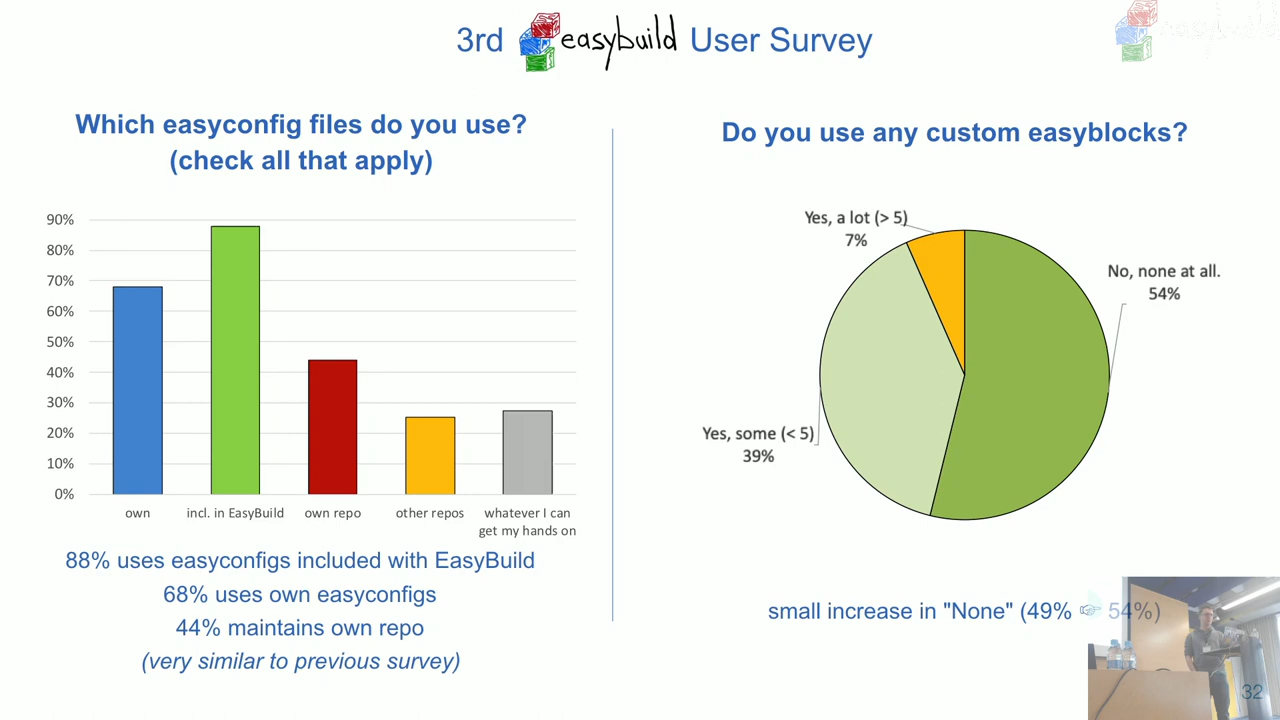 3rd easybuild User Survey
easybuild
Which easyconfig files do you use?
(check all that apply)
90%
80%
70%
60%
50%
40%
30%
20%
10%
0%
own
incl. in EasyBuild
own repo
other repos
whatever I can
get my hands on
88% uses easyconfigs included with EasyBuild
68% uses own easyconfigs
44% maintains own repo
(very similar to previous survey)
Do you use any custom easyblocks?
Yes, a lot (> 5)
7%
No, none at all.
54%
Yes, some (< 5)
39%
small increase in "None" (49% 👉 54%)
32